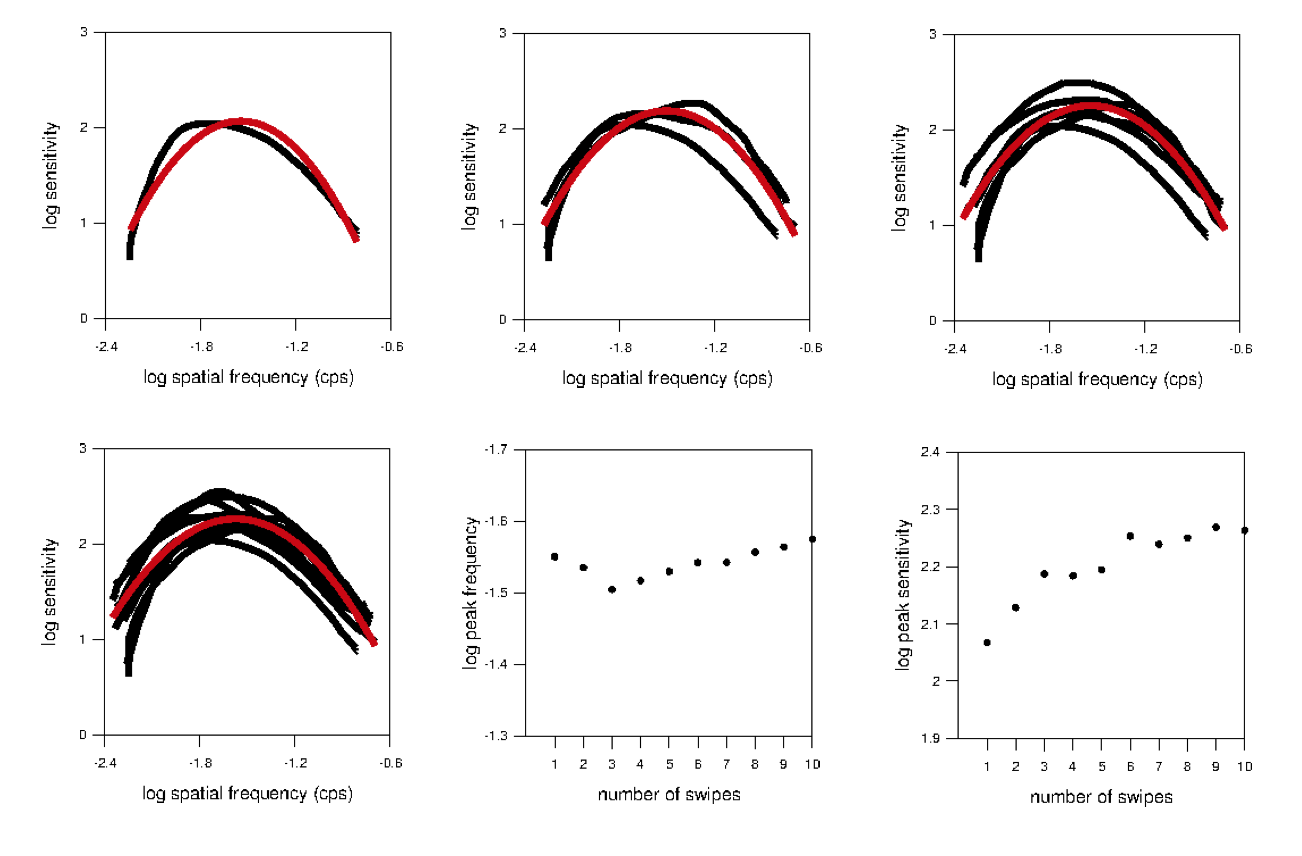 3
2
1
0
log sensitivity
-2.4 -1.8 -1.2 -0.6
log spatial frequency (cps)
3
2
1
0
log sensitivity
-2.4 -1.8 -1.2 -0.6
log spatial frequency (cps)
3
2
1
0
log sensitivity
-2.4 -1.8 -1.2 -0.6
log spatial frequency (cps)
3
2
1
0
log sensitivity
-2.4 -1.8 -1.2 -0.6
log spatial frequency (cps)
-1.7
-1.6
-1.5
-1.4
-1.3
log peak frequency
1 2 3 4 5 6 7 8 9 10
number of swipes
2.4
2.3
2.2
2.1
2
1.9
log peak sensitivity
1 2 3 4 5 6 7 8 9 10
number of swipes